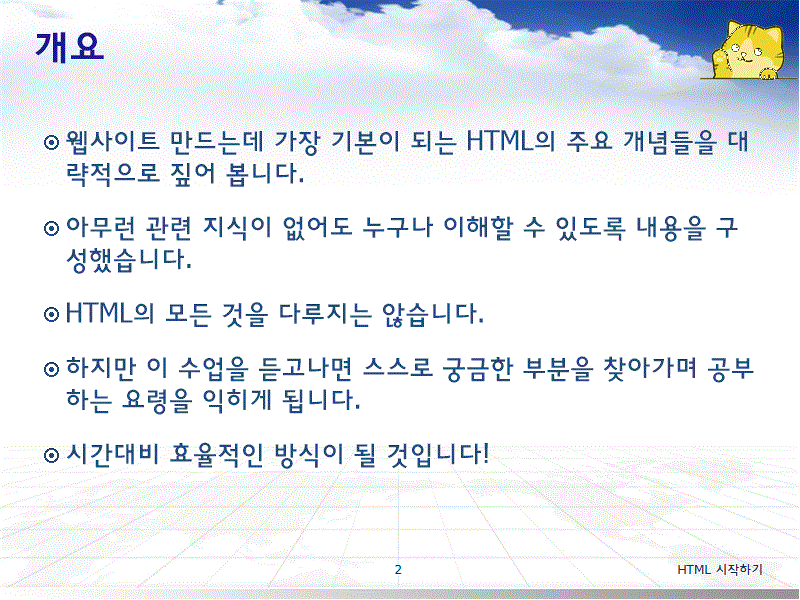 개요
웹사이트 만드는데 가장 기본이 되는 HTML의 주요 개념들을 대
략적으로 짚어 봅니다.
아무런 관련 지식이 없어도 누구나 이해할 수 있도록 내용을 구
성했습니다.
HTML의 모든 것을 다루지는 않습니다.
하지만 이 수업을 듣고나면 스스로 궁금한 부분을 찾아가며 공부
하는 요령을 익히게 됩니다.
시간대비 효율적인 방식이 될 것입니다!
2
HTML 시작하기